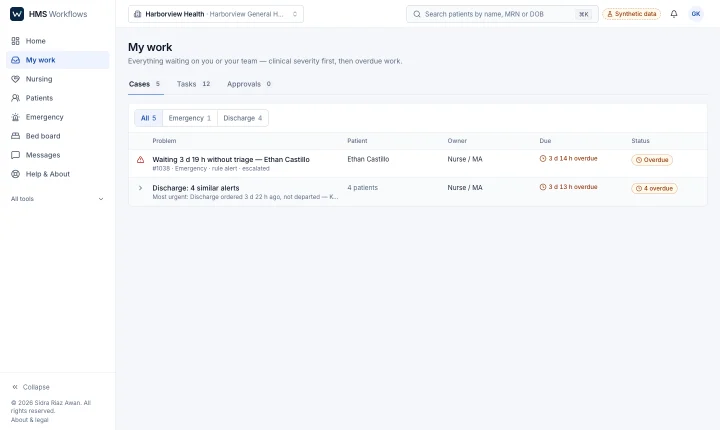 HMS Workflows
Harborview Health · Harborview General H...
Search patients by name, MRN or DOB
⌘K
Synthetic data
GK
Home
My work
Nursing
Patients
Emergency
Bed board
Messages
Help & About
All tools
My work
Everything waiting on you or your team — clinical severity first, then overdue work.
Cases 5
Tasks 12
Approvals 0
All 5
Emergency 1
Discharge 4
Problem
Patient
Owner
Due
Status
Waiting 3 d 19 h without triage — Ethan Castillo
#1038 · Emergency · rule alert · escalated
Ethan Castillo
Nurse / MA
3 d 14 h overdue
Overdue
Discharge: 4 similar alerts
Most urgent: Discharge ordered 3 d 22 h ago, not departed — K...
4 patients
Nurse / MA
3 d 13 h overdue
4 overdue
Collapse
© 2026 Sidra Riaz Awan. All
rights reserved.
About & legal